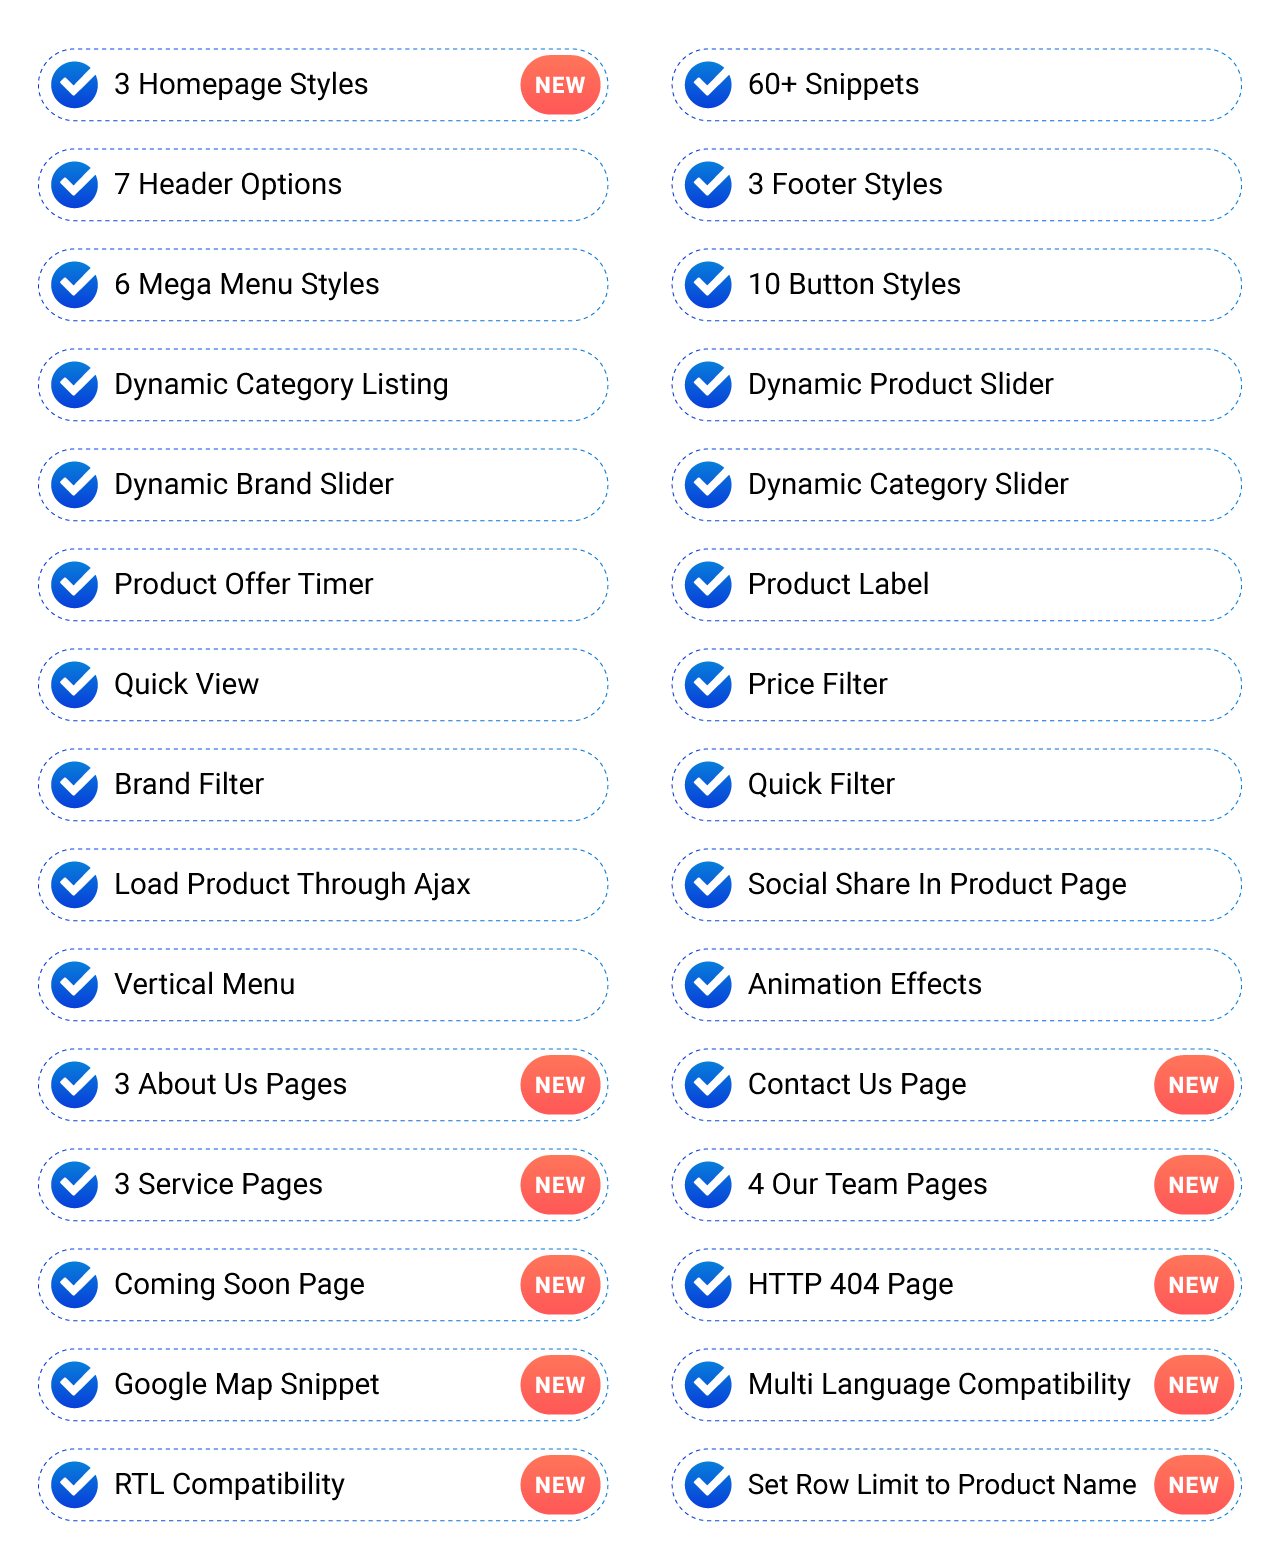 3 Homepage Styles NEW
60+ Snippets
7 Header Options
3 Footer Styles
6 Mega Menu Styles
10 Button Styles
Dynamic Category Listing
Dynamic Product Slider
Dynamic Brand Slider
Dynamic Category Slider
Product Offer Timer
Product Label
Quick View
Price Filter
Brand Filter
Quick Filter
Load Product Through Ajax
Social Share In Product Page
Vertical Menu
Animation Effects
3 About Us Pages NEW
Contact Us Page NEW
3 Service Pages NEW
4 Our Team Pages NEW
Coming Soon Page NEW
HTTP 404 Page NEW
Google Map Snippet NEW
Multi Language Compatibility NEW
RTL Compatibility NEW
Set Row Limit to Product Name NEW